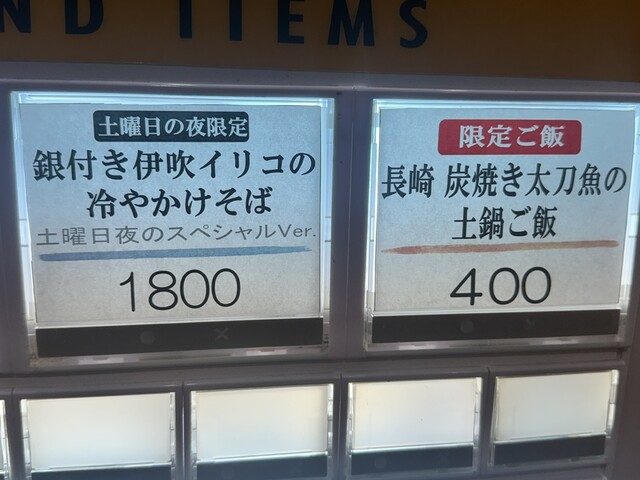 ND ITEMS
土曜日の夜限定
銀付き伊吹イリコの
冷やかけそば
土曜日夜のスペシャルVer.
1800
限定ご飯
長崎 炭焼き太刀魚の
土鍋ご飯
400